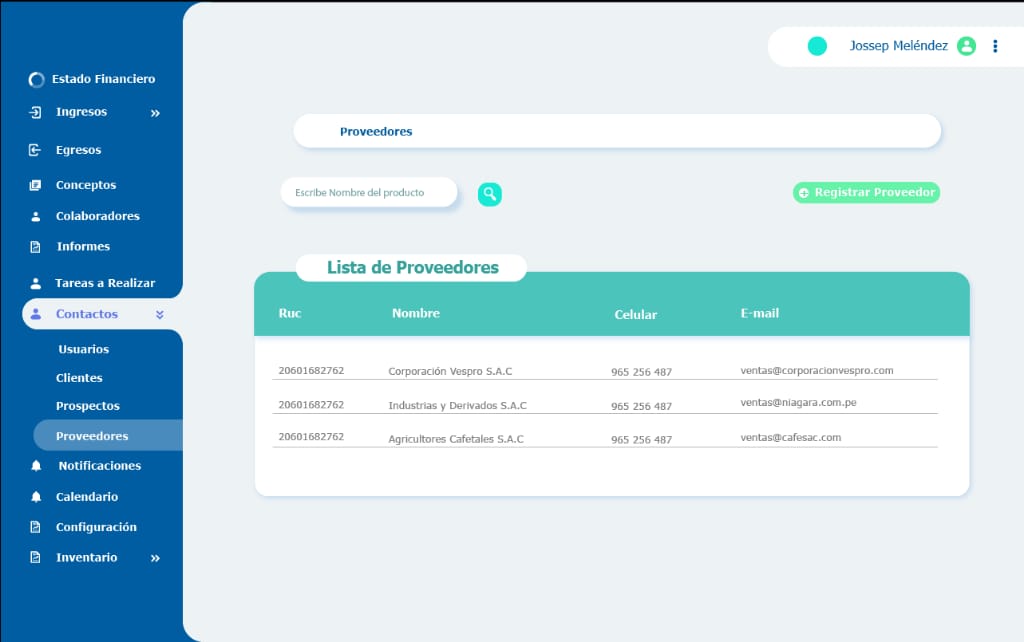 Jossep Meléndez
Estado Financiero
Ingresos
Egresos
Conceptos
Colaboradores
Informes
Tareas a Realizar
Contactos
Usuarios
Clientes
Prospectos
Proveedores
Notificaciones
Calendario
Configuración
Inventario
Proveedores
Escribe Nombre del producto
Registrar Proveedor
Lista de Proveedores
Ruc Nombre Celular E-mail
20601682762 Corporación Vespro S.A.C 965 256 487 ventas@corporacionvespro.com
20601682762 Industrias y Derivados S.A.C 965 256 487 ventas@niagara.com.pe
20601682762 Agricultores Cafetales S.A.C 965 256 487 ventas@cafesac.com